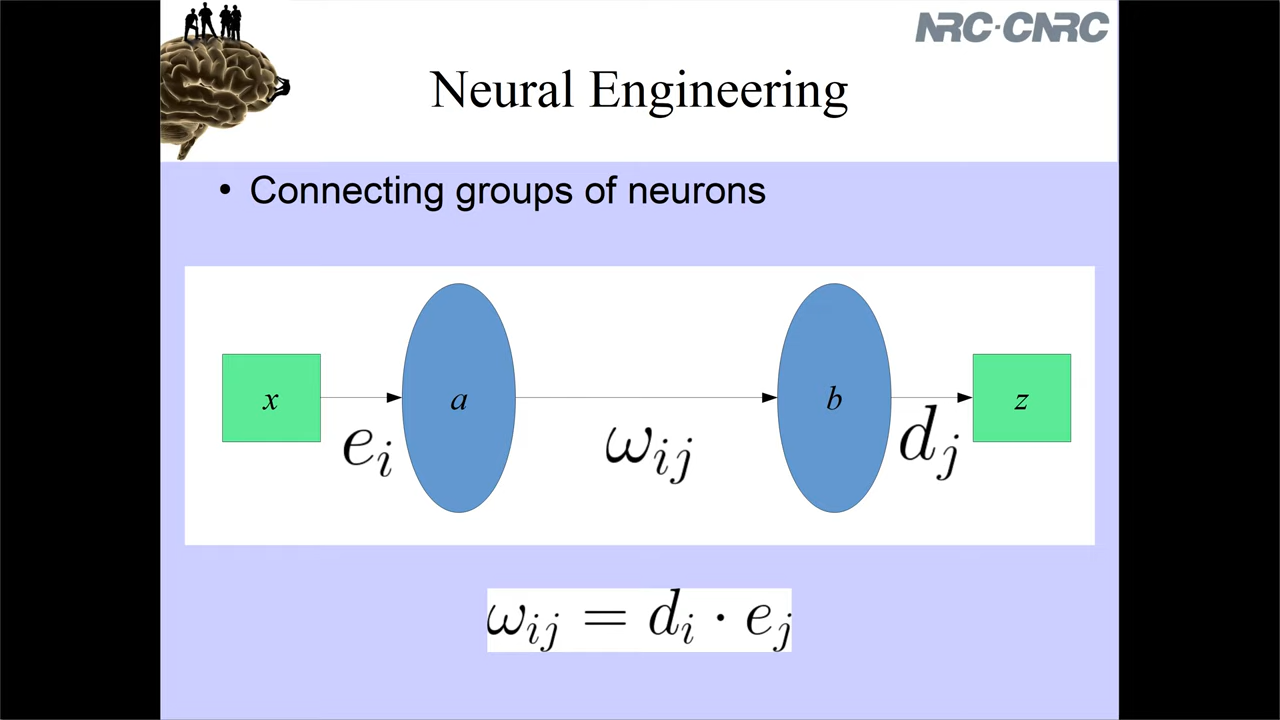 NRC·CNRC
Neural Engineering
• Connecting groups of neurons
x a b z
e_i ω_ij d_j
ω_ij = d_i · e_j